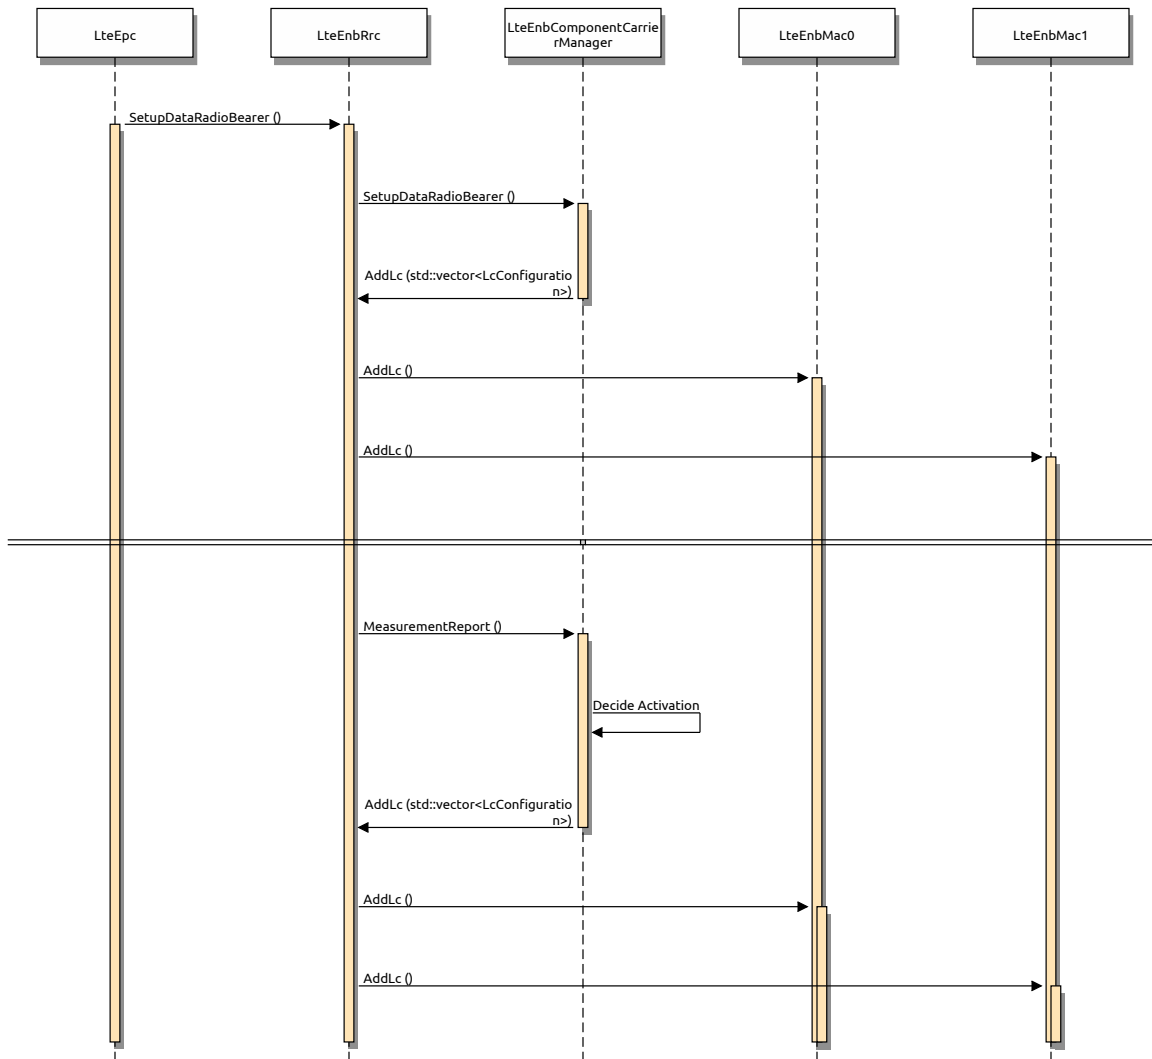 LteEpc
LteEnbRrc
LteEnbComponentCarrie
rManager
LteEnbMac0
LteEnbMac1
SetupDataRadioBearer ()
SetupDataRadioBearer ()
AddLc (std::vector<LcConfiguratio
n>)
AddLc ()
AddLc ()
MeasurementReport ()
Decide Activation
AddLc (std::vector<LcConfiguratio
n>)
AddLc ()
AddLc ()